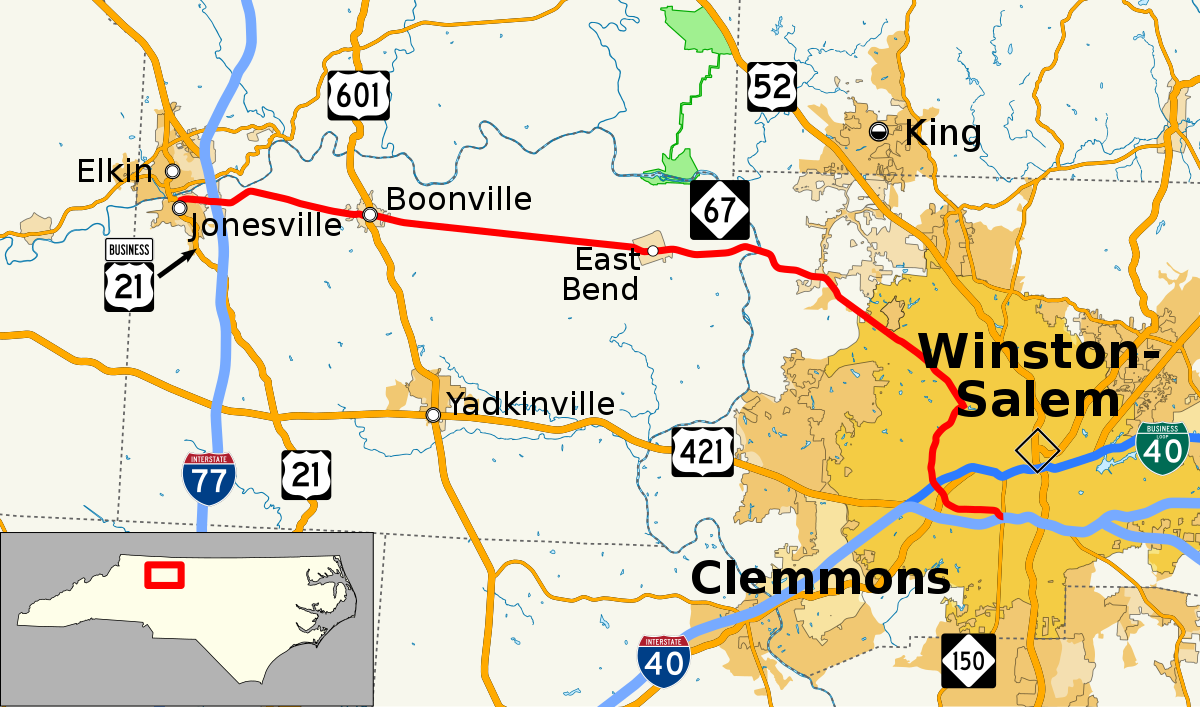 601
52
King
Elkin
67
Boonville
Jonesville
BUSINESS
21
East
Bend
Winston-
Salem
Yadkinville
421
BUSINESS
LOOP
40
INTERSTATE
77
21
Clemmons
INTERSTATE
40
150